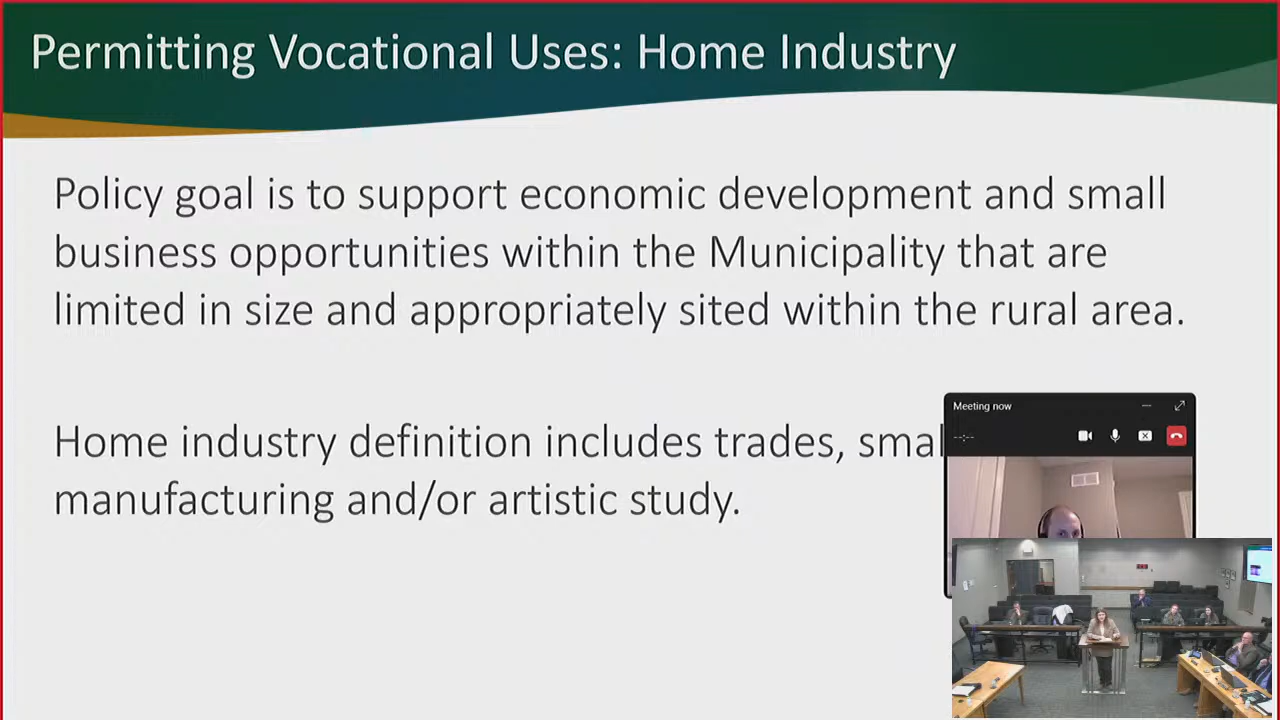 Permitting Vocational Uses: Home Industry
Policy goal is to support economic development and small
business opportunities within the Municipality that are
limited in size and appropriately sited within the rural area.
Home industry definition includes trades, smal
manufacturing and/or artistic study.
Meeting now
--:--